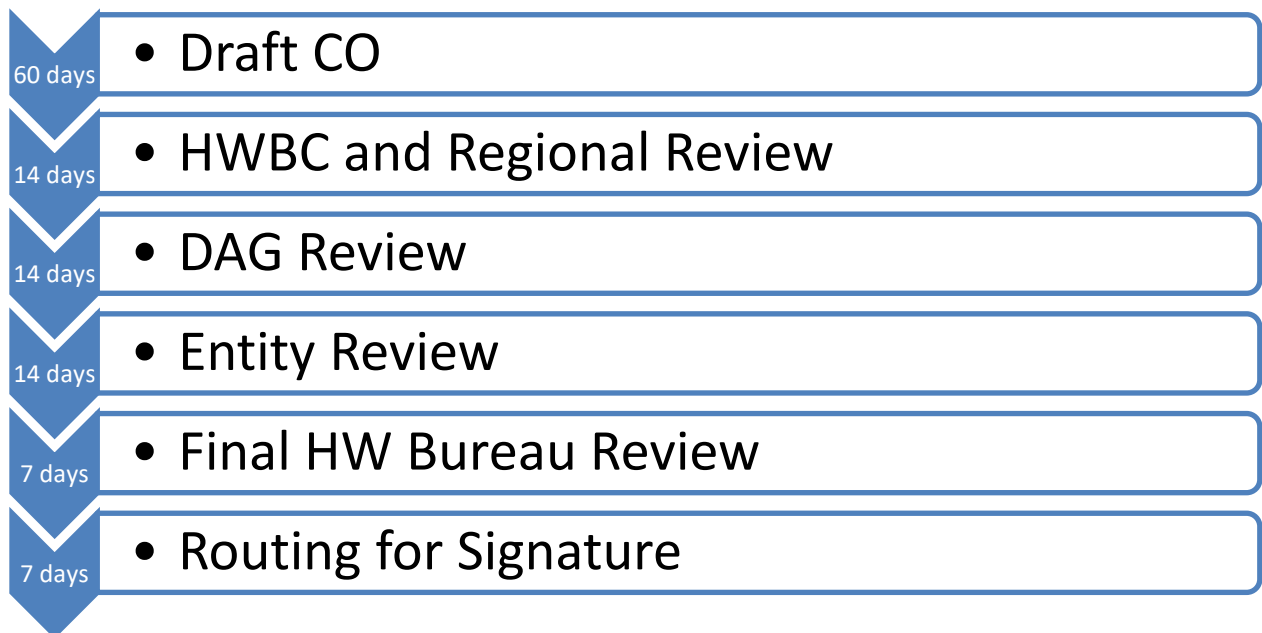 60 days
• Draft CO
14 days
• HWBC and Regional Review
14 days
• DAG Review
14 days
• Entity Review
7 days
• Final HW Bureau Review
7 days
• Routing for Signature